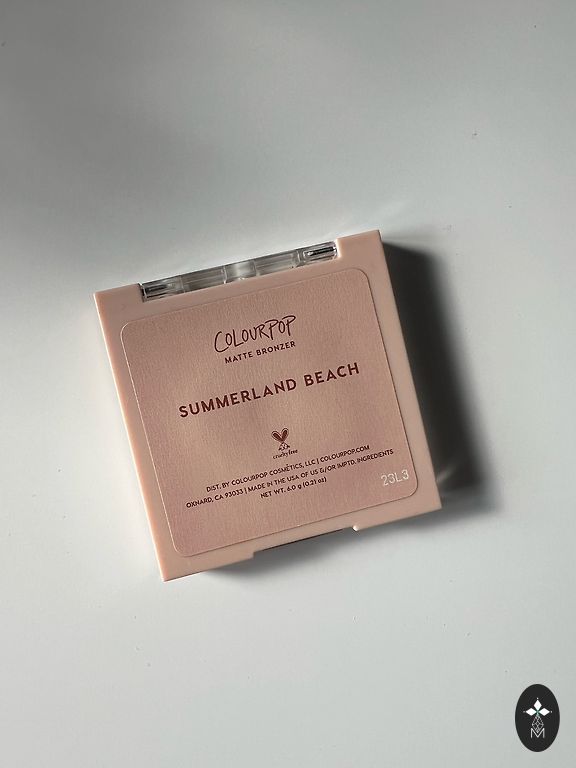 COLOURPOP
MATTE BRONZER
SUMMERLAND BEACH
crueltyfree
DIST. BY COLOURPOP COSMETICS, LLC | COLOURPOP.COM
OXNARD, CA 93033 | MADE IN THE USA OF US &/OR IMPTD. INGREDIENTS
NET WT. 6.0 g (0.21 oz)
23L3
M